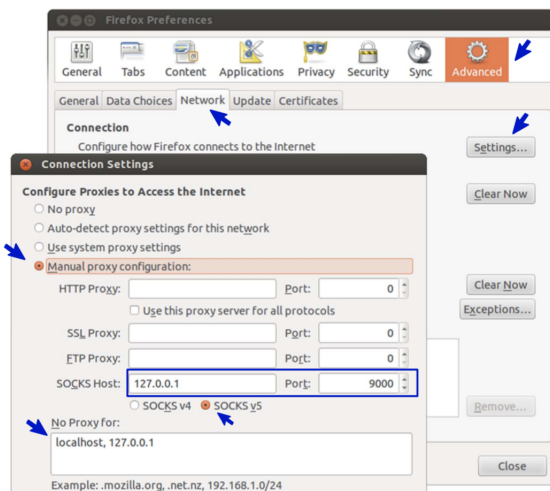 Firefox Preferences
General Tabs Content Applications Privacy Security Sync Advanced
General Data Choices Network Update Certificates
Connection
Configure how Firefox connects to the Internet
Settings...
Connection Settings
Configure Proxies to Access the Internet
Clear Now
No proxy
Auto-detect proxy settings for this network
Use system proxy settings
Manual proxy configuration:
HTTP Proxy: Port: 0
Clear Now
Use this proxy server for all protocols
Exceptions...
SSL Proxy: Port: 0
FTP Proxy: Port: 0
SOCKS Host: 127.0.0.1 Port: 9000
SOCKS v4 SOCKS v5
Remove...
No Proxy for:
localhost, 127.0.0.1
Close
Example: .mozilla.org, .net.nz, 192.168.1.0/24